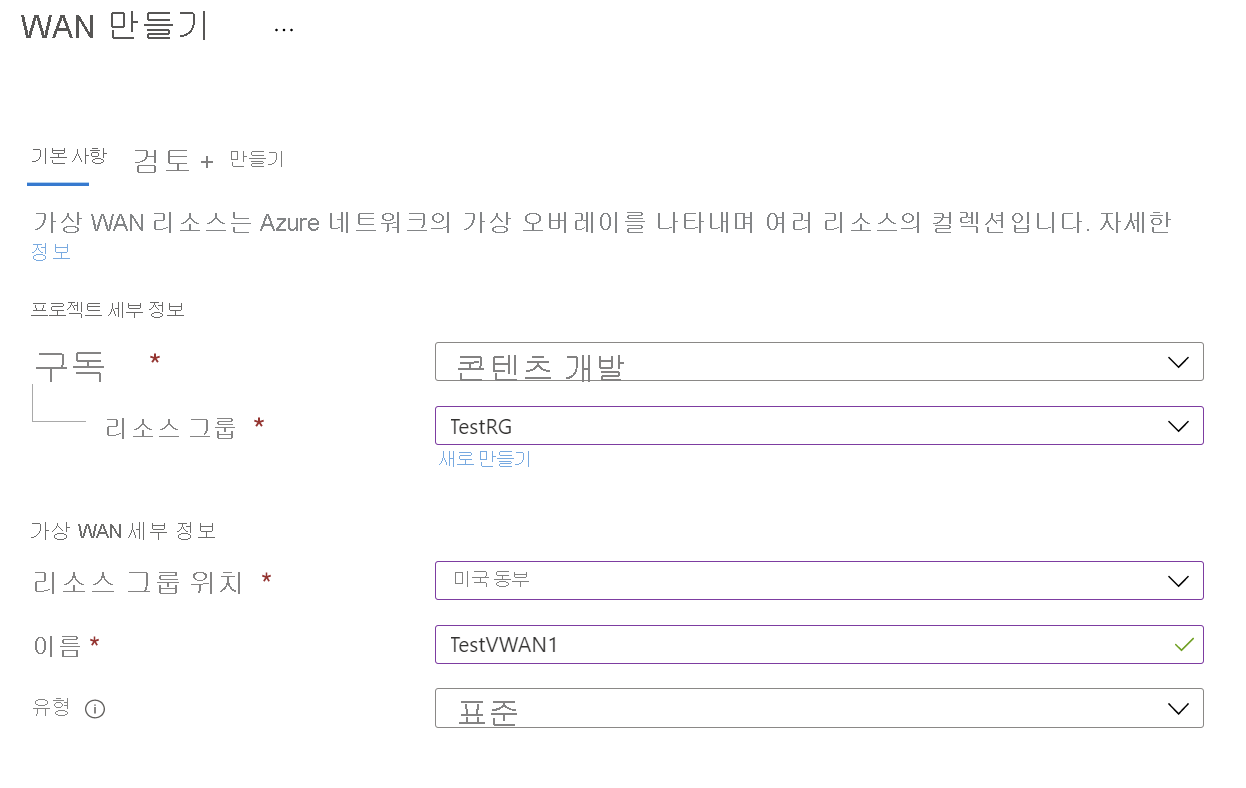 WAN 만들기 ...
기본 사항 검토 + 만들기
가상 WAN 리소스는 Azure 네트워크의 가상 오버레이를 나타내며 여러 리소스의 컬렉션입니다. 자세한
정보
프로젝트 세부 정보
구독 * 콘텐츠 개발
리소스 그룹 * TestRG
새로 만들기
가상 WAN 세부 정보
리소스 그룹 위치 * 미국 동부
이름 * TestVWAN1
유형 표준